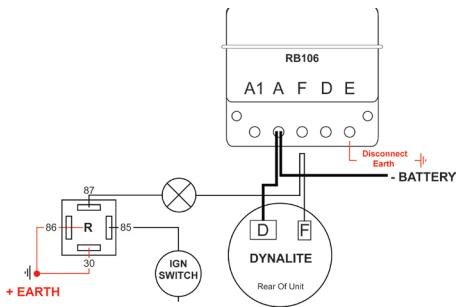 RB106
A1 A F D E
Disconnect
Earth
- BATTERY
87
86 R 85
30
+ EARTH
IGN
SWITCH
D F
DYNALITE
Rear Of Unit